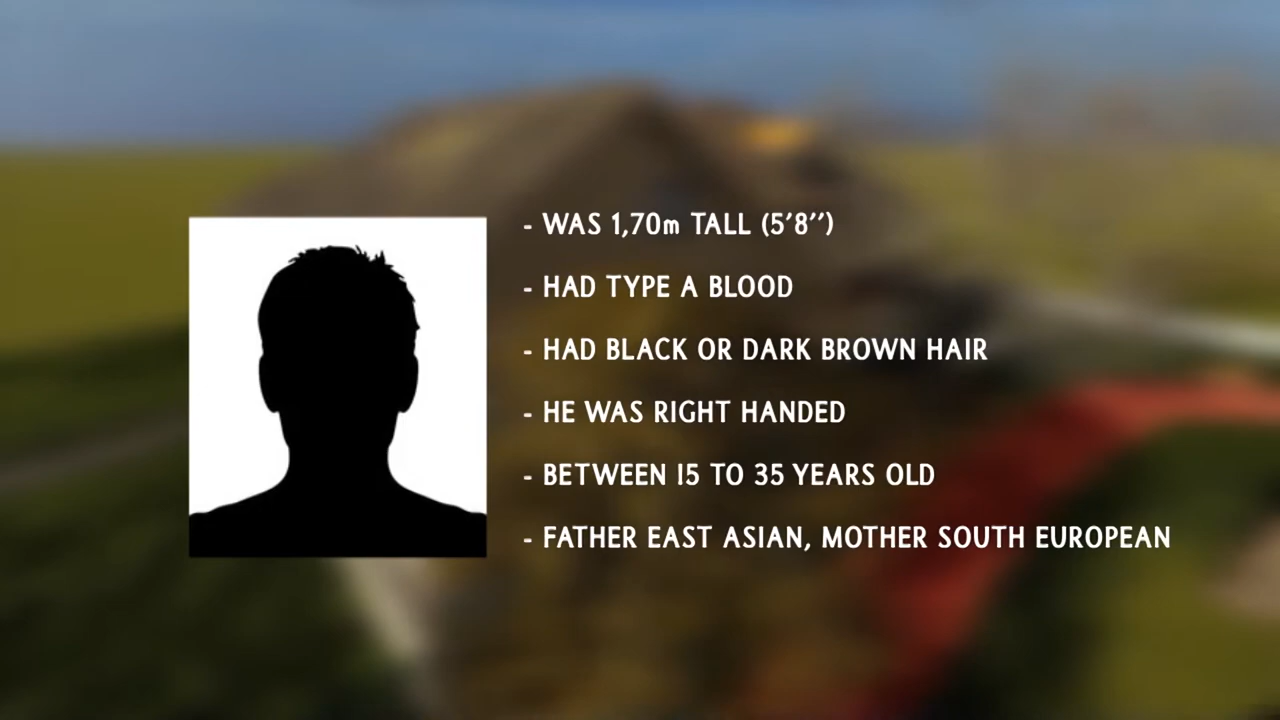 - WAS 1,70m TALL (5'8'')
- HAD TYPE A BLOOD
- HAD BLACK OR DARK BROWN HAIR
- HE WAS RIGHT HANDED
- BETWEEN 15 TO 35 YEARS OLD
- FATHER EAST ASIAN, MOTHER SOUTH EUROPEAN